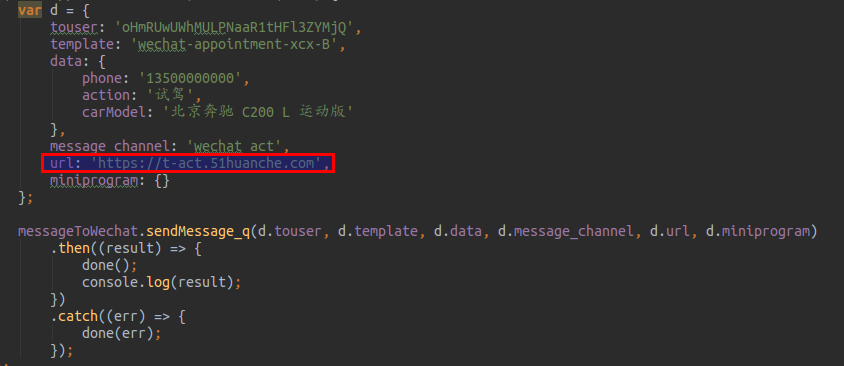 var d = {
touser: 'oHmRUwUWhMULPNaaR1tHFl3ZYMjQ',
template: 'wechat-appointment-xcx-B',
data: {
phone: '13500000000',
action: '试驾',
carModel: '北京奔驰 C200 L 运动版'
},
message_channel: 'wechat_act',
url: 'https://t-act.51huanche.com',
miniprogram: {}
};
messageToWechat.sendMessage_q(d.touser, d.template, d.data, d.message_channel, d.url, d.miniprogram)
.then((result) => {
done();
console.log(result);
})
.catch((err) => {
done(err);
});